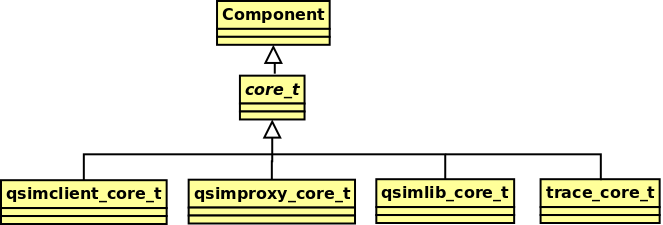 Component
core_t
qsimclient_core_t
qsimproxy_core_t
qsimlib_core_t
trace_core_t